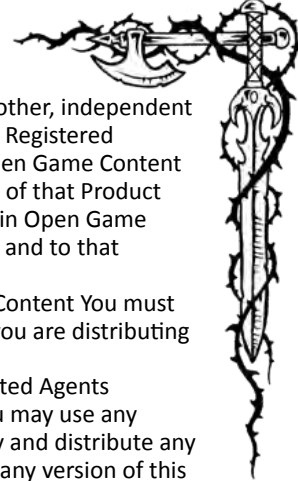 other, independent
Registered
en Game Content
of that Product
in Open Game
and to that
Content You must
you are distributing
ted Agents
u may use any
y and distribute any
any version of this